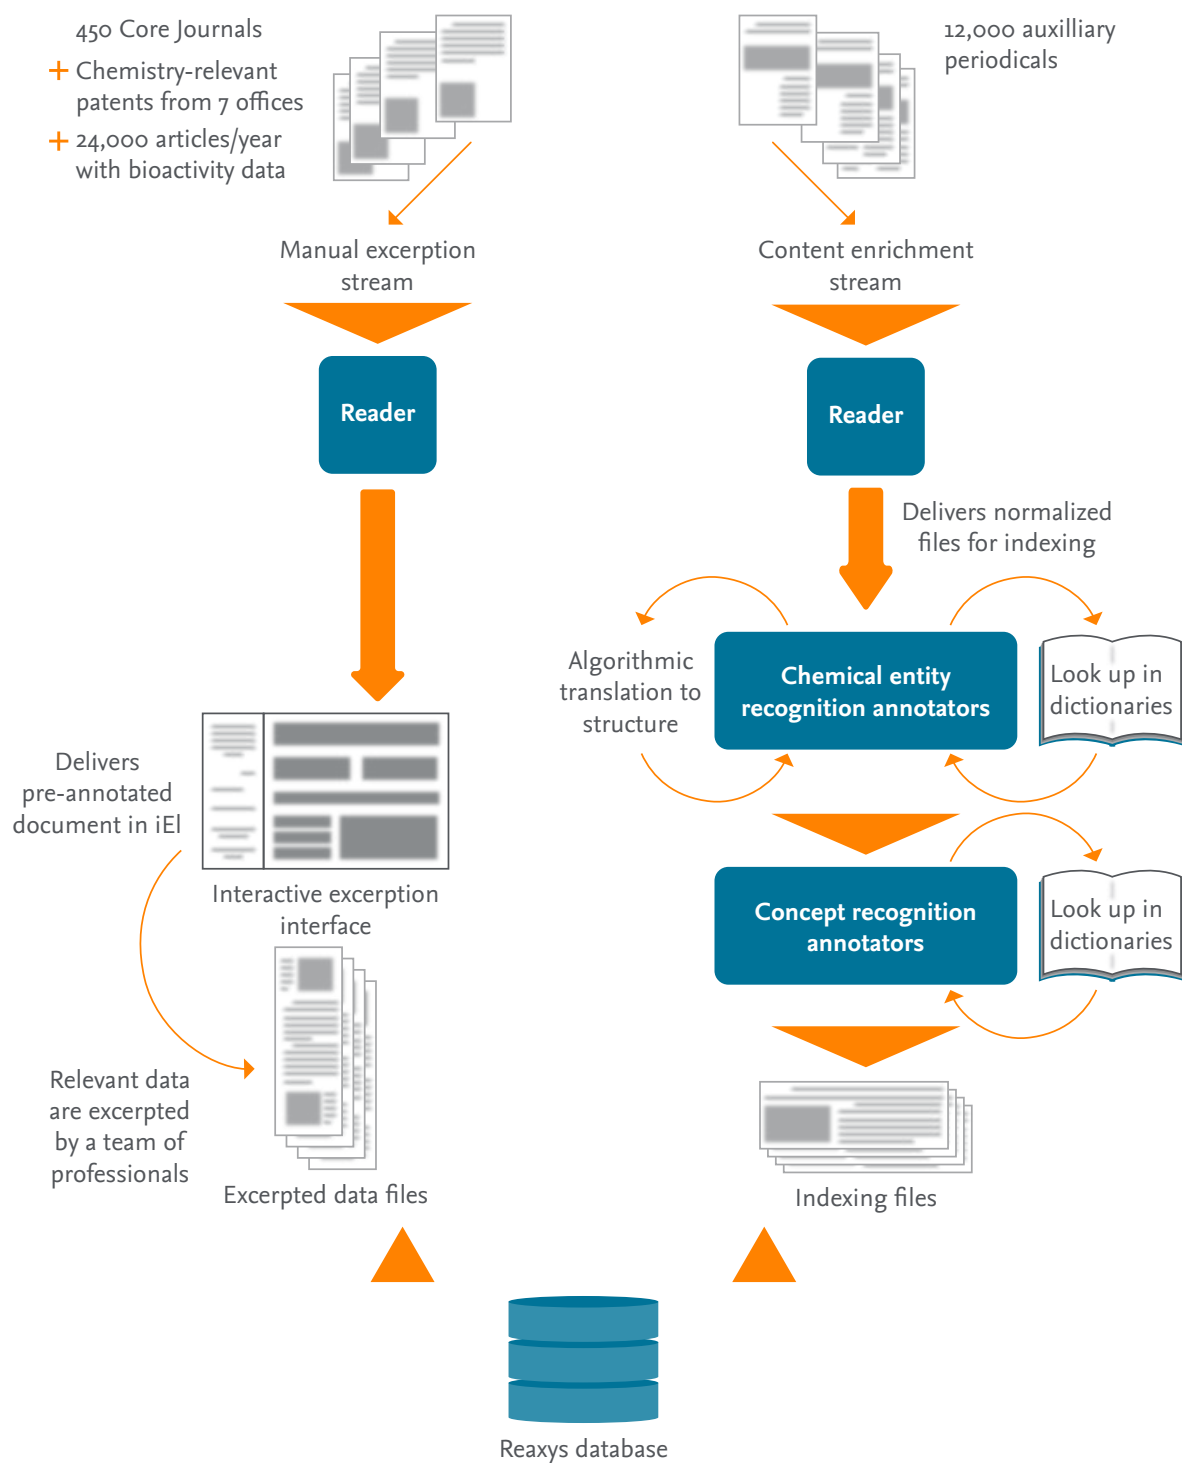 450 Core Journals
+ Chemistry-relevant
patents from 7 offices
+ 24,000 articles/year
with bioactivity data
12,000 auxilliary
periodicals
Manual excerption
stream
Content enrichment
stream
Reader
Reader
Delivers normalized
files for indexing
Algorithmic
translation to
structure
Chemical entity
recognition annotators
Look up in
dictionaries
Delivers
pre-annotated
document in iEl
Interactive excerption
interface
Concept recognition
annotators
Look up in
dictionaries
Relevant data
are excerpted
by a team of
professionals
Excerpted data files
Indexing files
Reaxys database